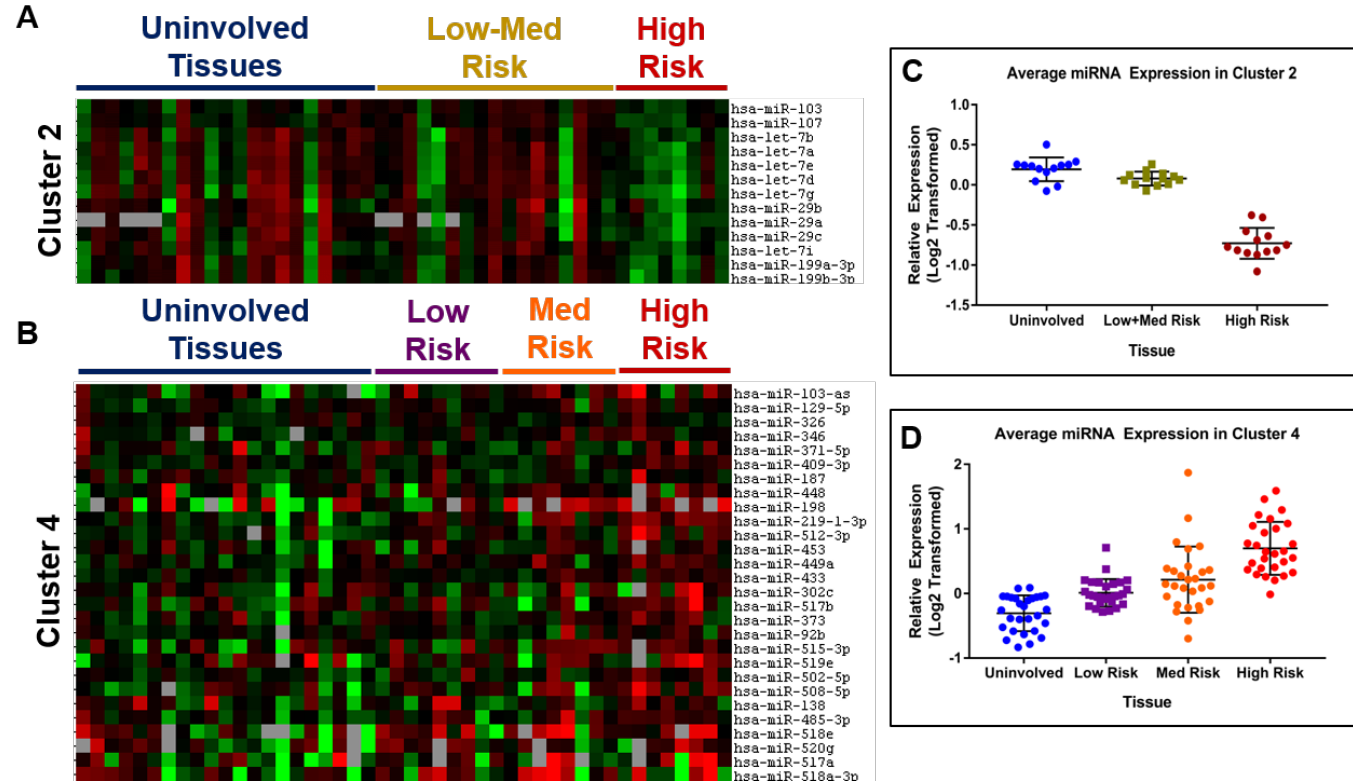 A
Uninvolved
Tissues
Low-Med
Risk
High
Risk
Cluster 2
hsa-miR-103
hsa-miR-107
hsa-let-7b
hsa-let-7a
hsa-let-7e
hsa-let-7d
hsa-let-7g
hsa-miR-29b
hsa-miR-29a
hsa-miR-29c
hsa-let-7i
hsa-miR-199a-3p
hsa-miR-199b-3p
B
Uninvolved
Tissues
Low
Risk
Med
Risk
High
Risk
Cluster 4
hsa-miR-103-as
hsa-miR-129-5p
hsa-miR-326
hsa-miR-346
hsa-miR-371-5p
hsa-miR-409-3p
hsa-miR-187
hsa-miR-448
hsa-miR-198
hsa-miR-219-1-3p
hsa-miR-512-3p
hsa-miR-453
hsa-miR-449a
hsa-miR-433
hsa-miR-302c
hsa-miR-517b
hsa-miR-373
hsa-miR-92b
hsa-miR-515-3p
hsa-miR-519e
hsa-miR-502-5p
hsa-miR-508-5p
hsa-miR-138
hsa-miR-485-3p
hsa-miR-518e
hsa-miR-520g
hsa-miR-517a
hsa-miR-518a-3p
C
Average miRNA Expression in Cluster 2
Relative Expression
(Log2 Transformed)
1.0
0.5
0.0
-0.5
-1.0
-1.5
Uninvolved Low+Med Risk High Risk
Tissue
D
Average miRNA Expression in Cluster 4
Relative Expression
(Log2 Transformed)
2
1
0
-1
Uninvolved Low Risk Med Risk High Risk
Tissue